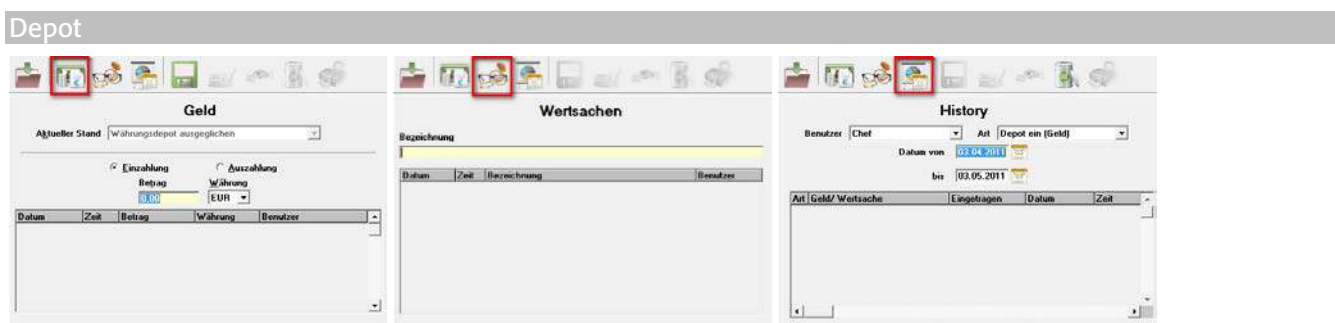 Depot
Geld
Aktueller Stand Währungsdepot ausgeglichen
Einzahlung Auszahlung
Betrag Währung
0.00 EUR
Datum Zeit Betrag Währung Benutzer
Wertsachen
Bezeichnung
Datum Zeit Bezeichnung Benutzer
History
Benutzer Chef Art Depot ein (Geld)
Datum von 03.04.2011
bis 03.05.2011
Art Geld/ Wertsache Eingetragen Datum Zeit